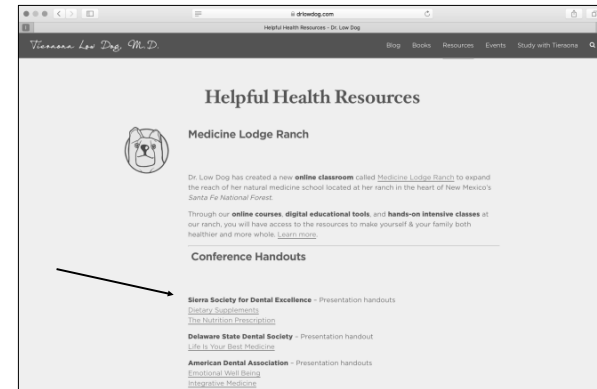 drlowdog.com
Helpful Health Resources - Dr. Low Dog
Tieraona Low Dog, M.D.
Blog Books Resources Events Study with Tieraona
Helpful Health Resources
Medicine Lodge Ranch
Dr. Low Dog has created a new online classroom called Medicine Lodge Ranch to expand
the reach of her natural medicine school located at her ranch in the heart of New Mexico's
Santa Fe National Forest.
Through our online courses, digital educational tools, and hands-on intensive classes at
our ranch, you will have access to the resources to make yourself & your family both
healthier and more whole. Learn more.
Conference Handouts
Sierra Society for Dental Excellence – Presentation handouts
Dietary Supplements
The Nutrition Prescription
Delaware State Dental Society – Presentation handout
Life Is Your Best Medicine
American Dental Association – Presentation handouts
Emotional Well Being
Integrative Medicine